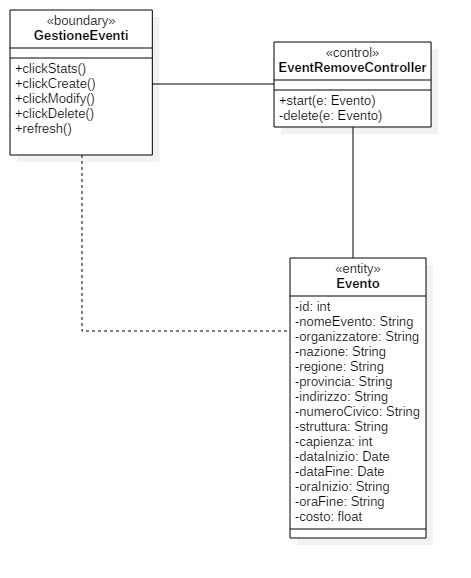 «boundary»
GestioneEventi
+clickStats()
+clickCreate()
+clickModify()
+clickDelete()
+refresh()
«control»
EventRemoveController
+start(e: Evento)
-delete(e: Evento)
«entity»
Evento
-id: int
-nomeEvento: String
-organizzatore: String
-nazione: String
-regione: String
-provincia: String
-indirizzo: String
-numeroCivico: String
-struttura: String
-capienza: int
-dataInizio: Date
-dataFine: Date
-oraInizio: String
-oraFine: String
-costo: float